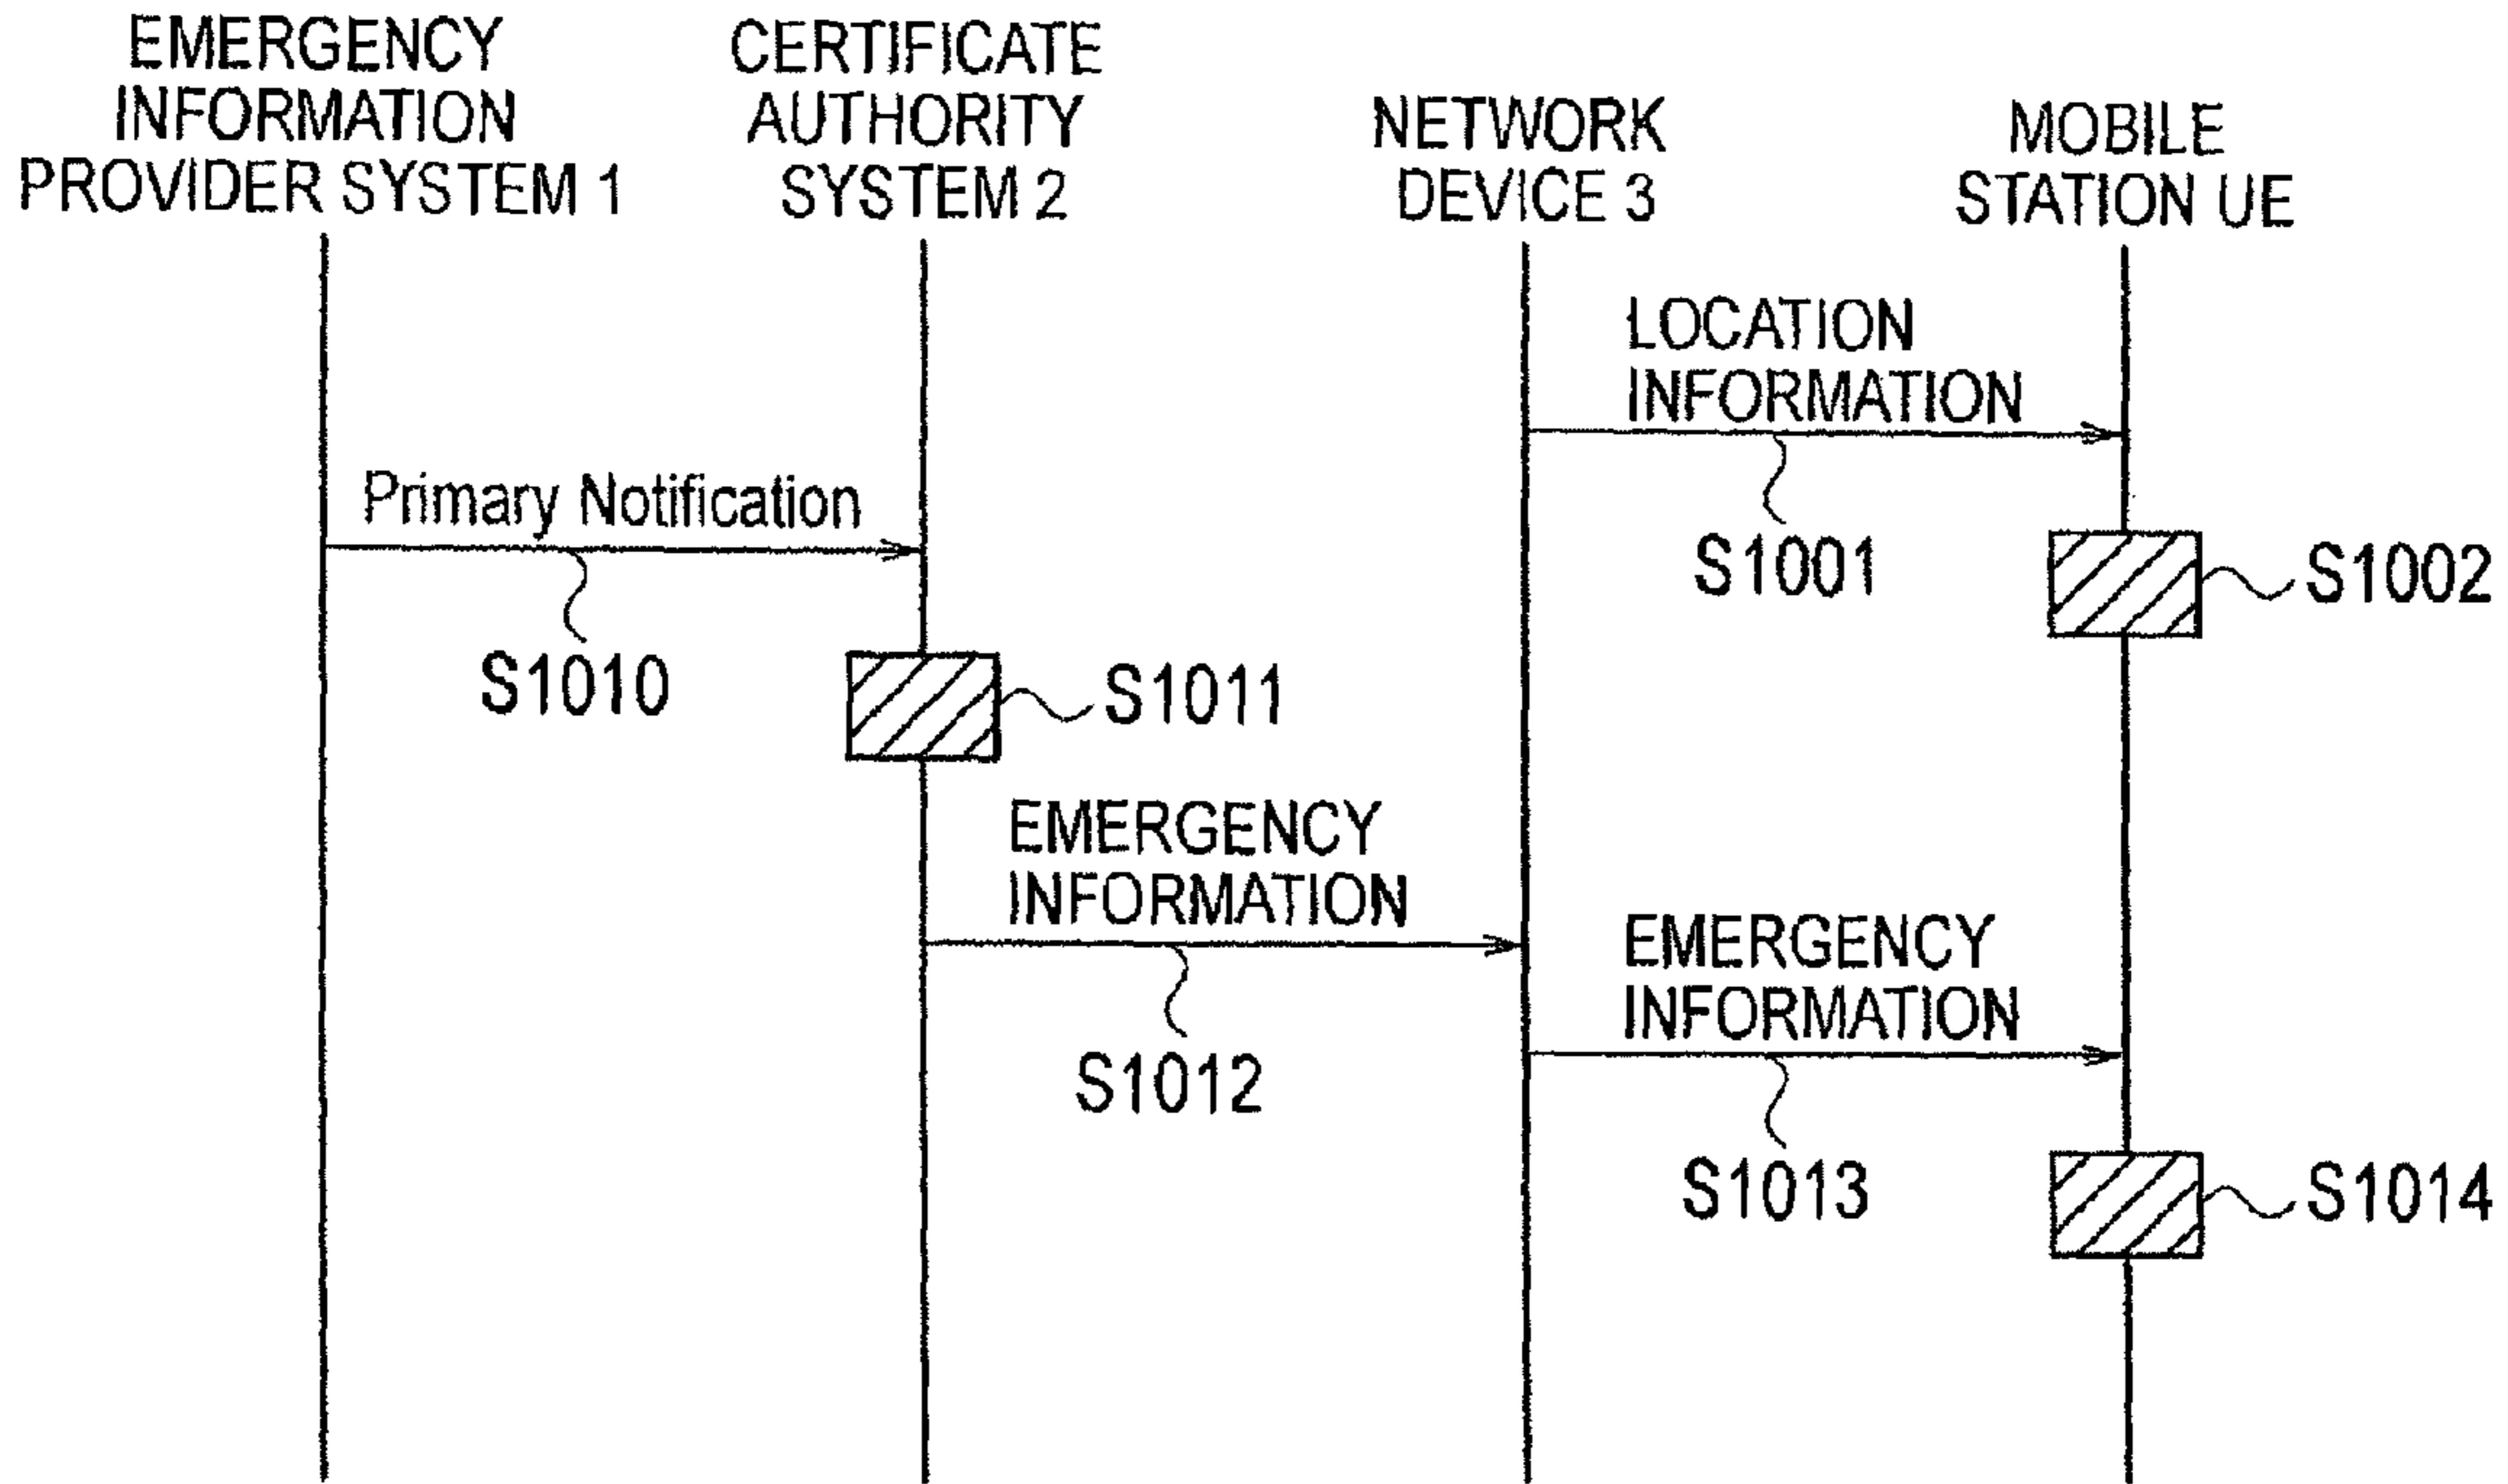 EMERGENCY
INFORMATION
PROVIDER SYSTEM 1
CERTIFICATE
AUTHORITY
SYSTEM 2
NETWORK
DEVICE 3
MOBILE
STATION UE
LOCATION
INFORMATION
S1001
Primary Notification
S1010
S1002
S1011
EMERGENCY
INFORMATION
S1012
EMERGENCY
INFORMATION
S1013
S1014